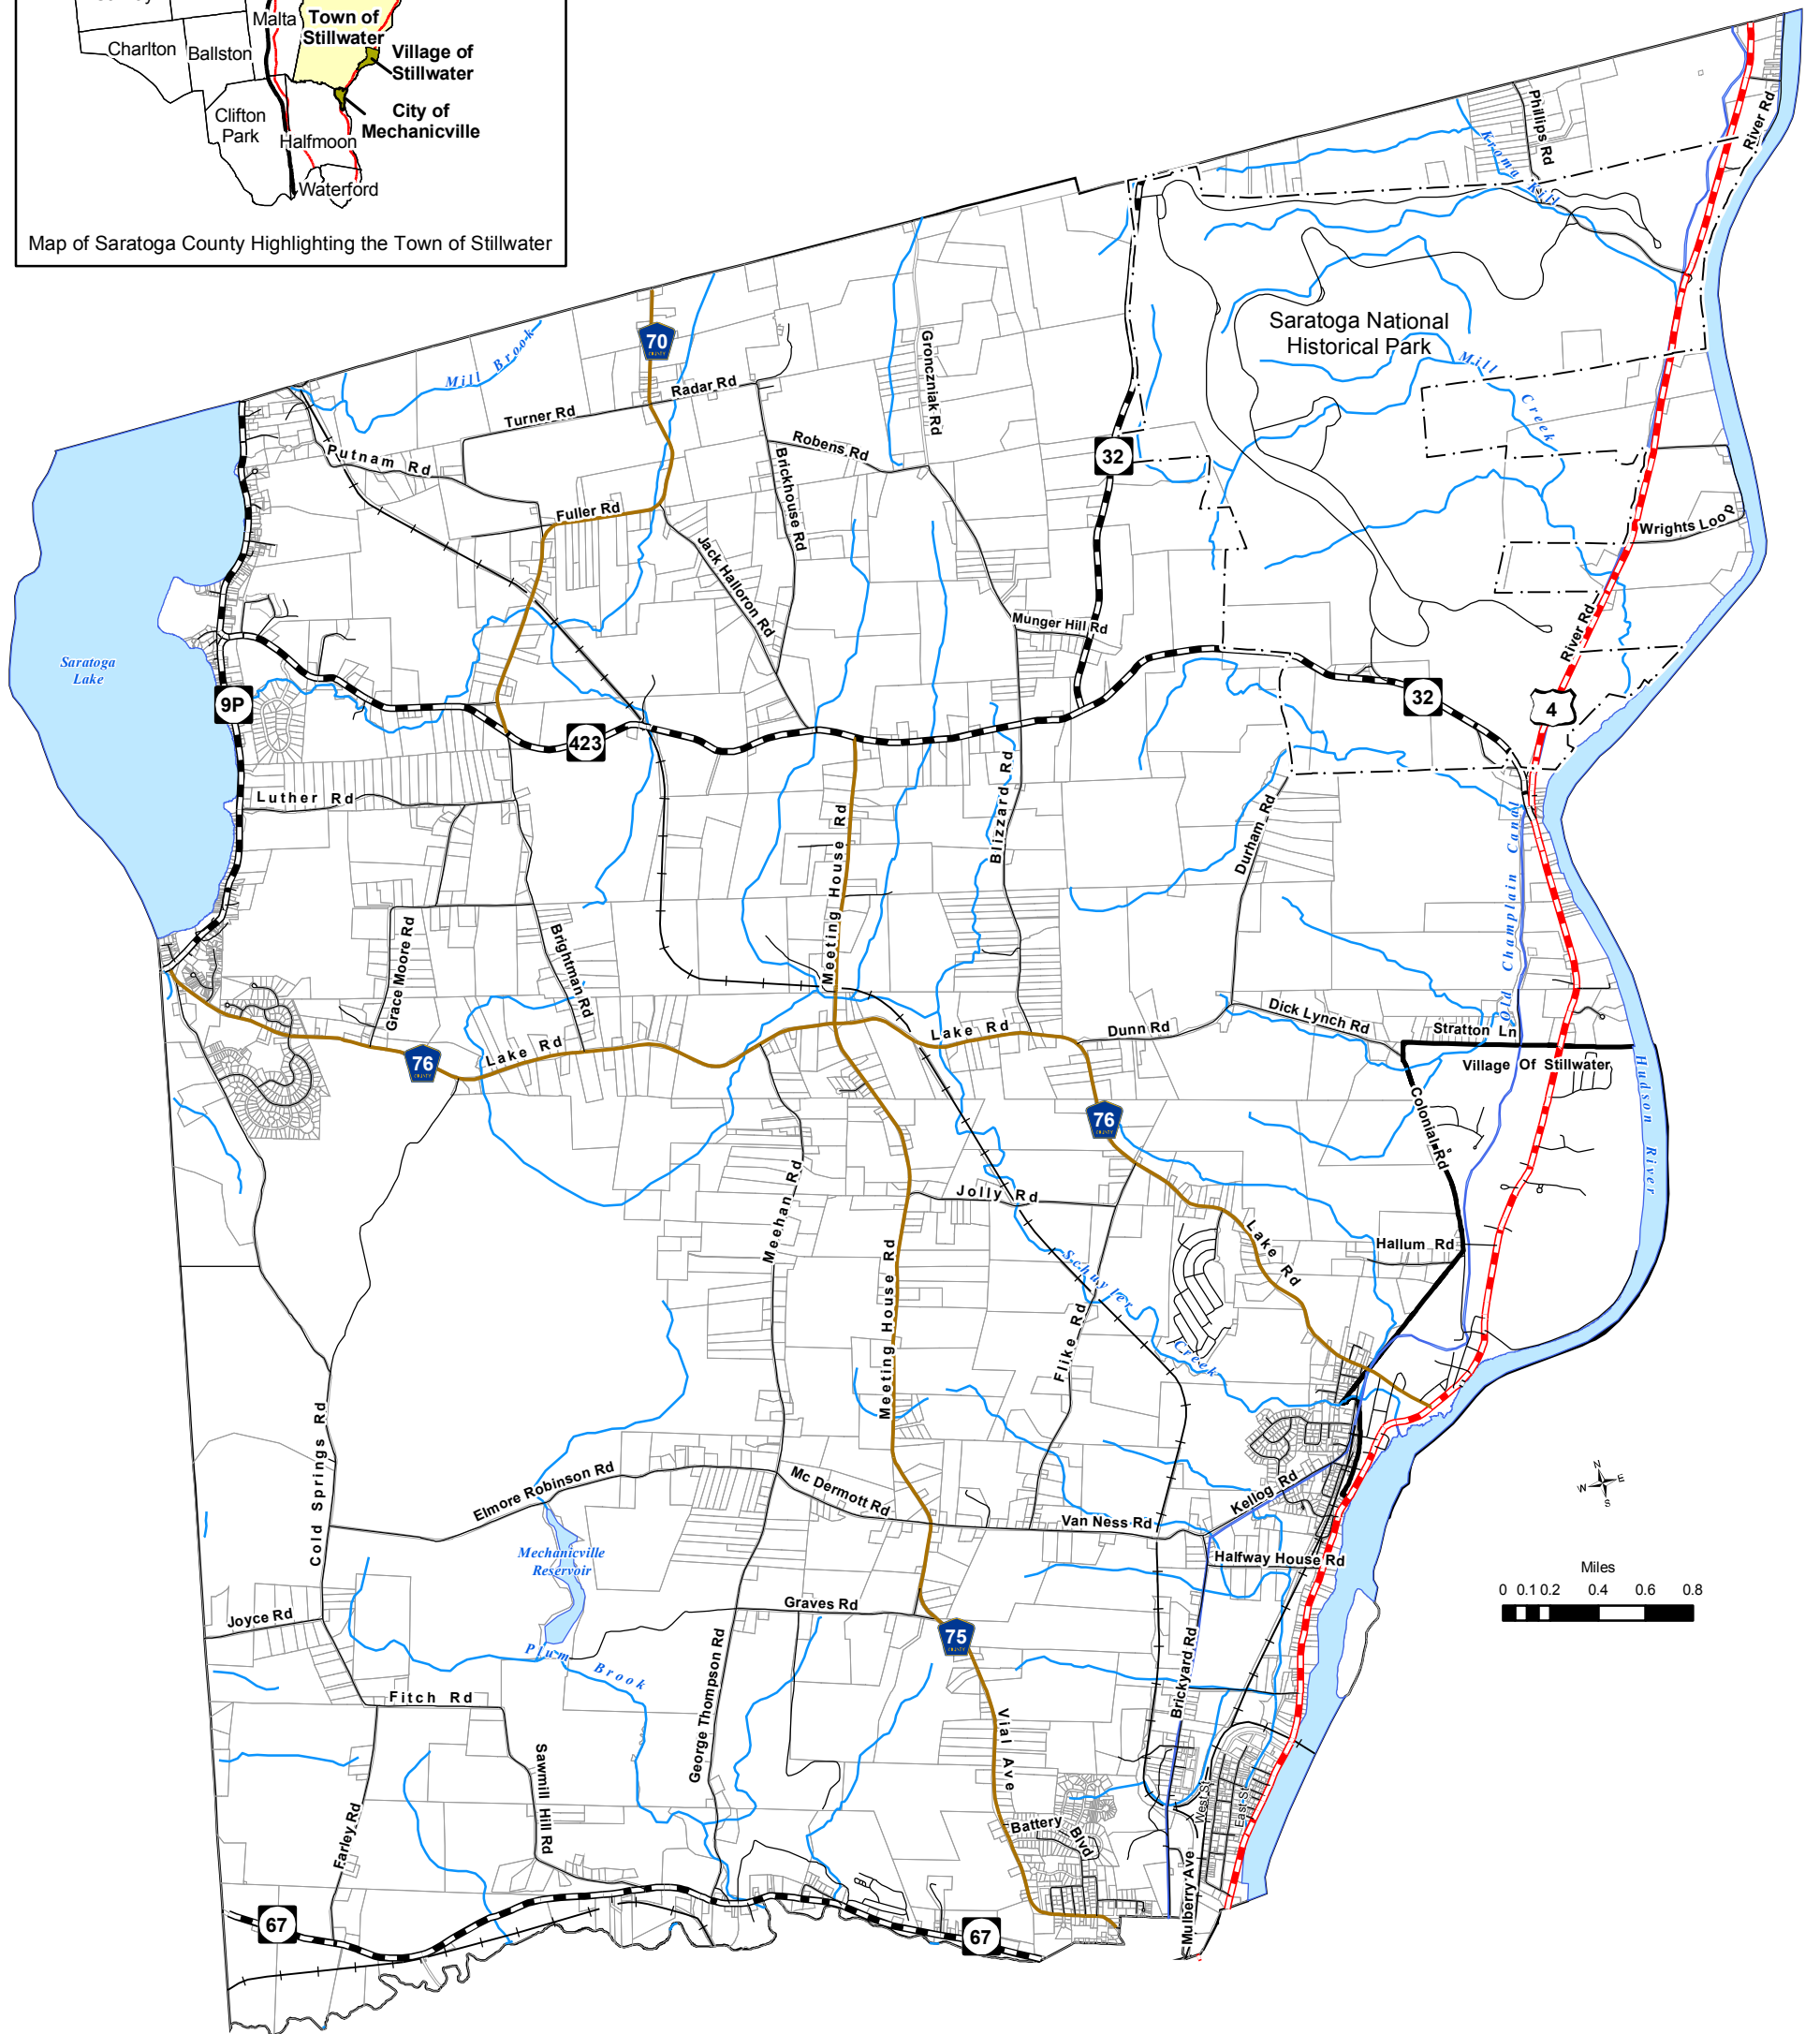 Malta
Town of
Stillwater
Charlton
Ballston
Village of
Stillwater
Clifton
Park
City of
Mechanicville
Halfmoon
Waterford
Map of Saratoga County Highlighting the Town of Stillwater
Phillips Rd
River Rd
Kroma Kill
Saratoga National
Historical Park
70
COUNTY
Mill Brook
Radar Rd
Turner Rd
Gronczniak Rd
Mill Creek
Putnam Rd
Robens Rd
32
Brickhouse Rd
Fuller Rd
Wrights Loop
Jack Halloron Rd
Munger Hill Rd
River Rd
Saratoga
Lake
9P
32
4
423
Luther Rd
Meeting House Rd
Blizzard Rd
Durham Rd
Old Champlain Canal
Grace Moore Rd
Brightman Rd
Dick Lynch Rd
Stratton Ln
Lake Rd
Dunn Rd
76
COUNTY
Lake Rd
Village Of Stillwater
Hudson River
Colonial Rd
76
COUNTY
Meehan Rd
Jolly Rd
Lake Rd
Hallum Rd
Schuyler Creek
Meeting House Rd
Flike Rd
Cold Springs Rd
Elmore Robinson Rd
Mc Dermott Rd
Kellog Rd
N
W E
S
Van Ness Rd
Mechanicville
Reservoir
Halfway House Rd
Miles
0 0.1 0.2 0.4 0.6 0.8
Joyce Rd
Graves Rd
75
COUNTY
Plum Brook
George Thompson Rd
Brickyard Rd
Fitch Rd
Vial Ave
Sawmill Hill Rd
Farley Rd
West St
East St
Battery Blvd
Mulberry Ave
67
67